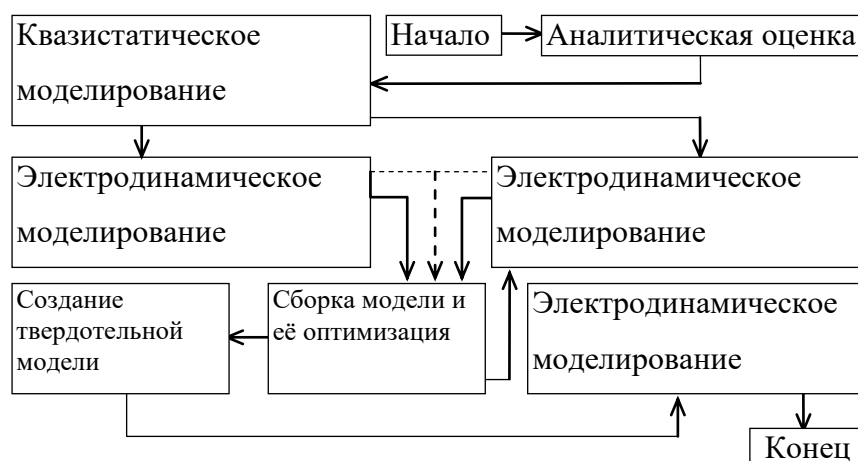 Квазистатическое
моделирование
Начало
Аналитическая оценка
Электродинамическое
моделирование
Электродинамическое
моделирование
Создание
твердотельной
модели
Сборка модели и
её оптимизация
Электродинамическое
моделирование
Конец